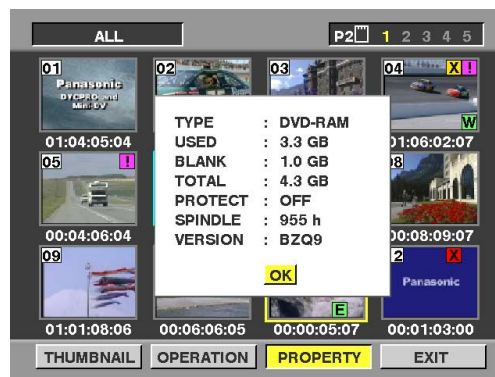 ALL
P2 1 2 3 4 5
01
02
03
04 X !
Panasonic
DVCPRO and
Mini-DV
W
01:04:05:04
01:06:02:07
TYPE : DVD-RAM
USED : 3.3 GB
BLANK : 1.0 GB
TOTAL : 4.3 GB
PROTECT : OFF
SPINDLE : 955 h
VERSION : BZQ9
OK
05 !
8
00:04:06:04
00:08:09:07
09
2 X
Panasonic
E
01:01:08:06
00:06:06:05
00:00:05:07
00:01:03:00
THUMBNAIL
OPERATION
PROPERTY
EXIT